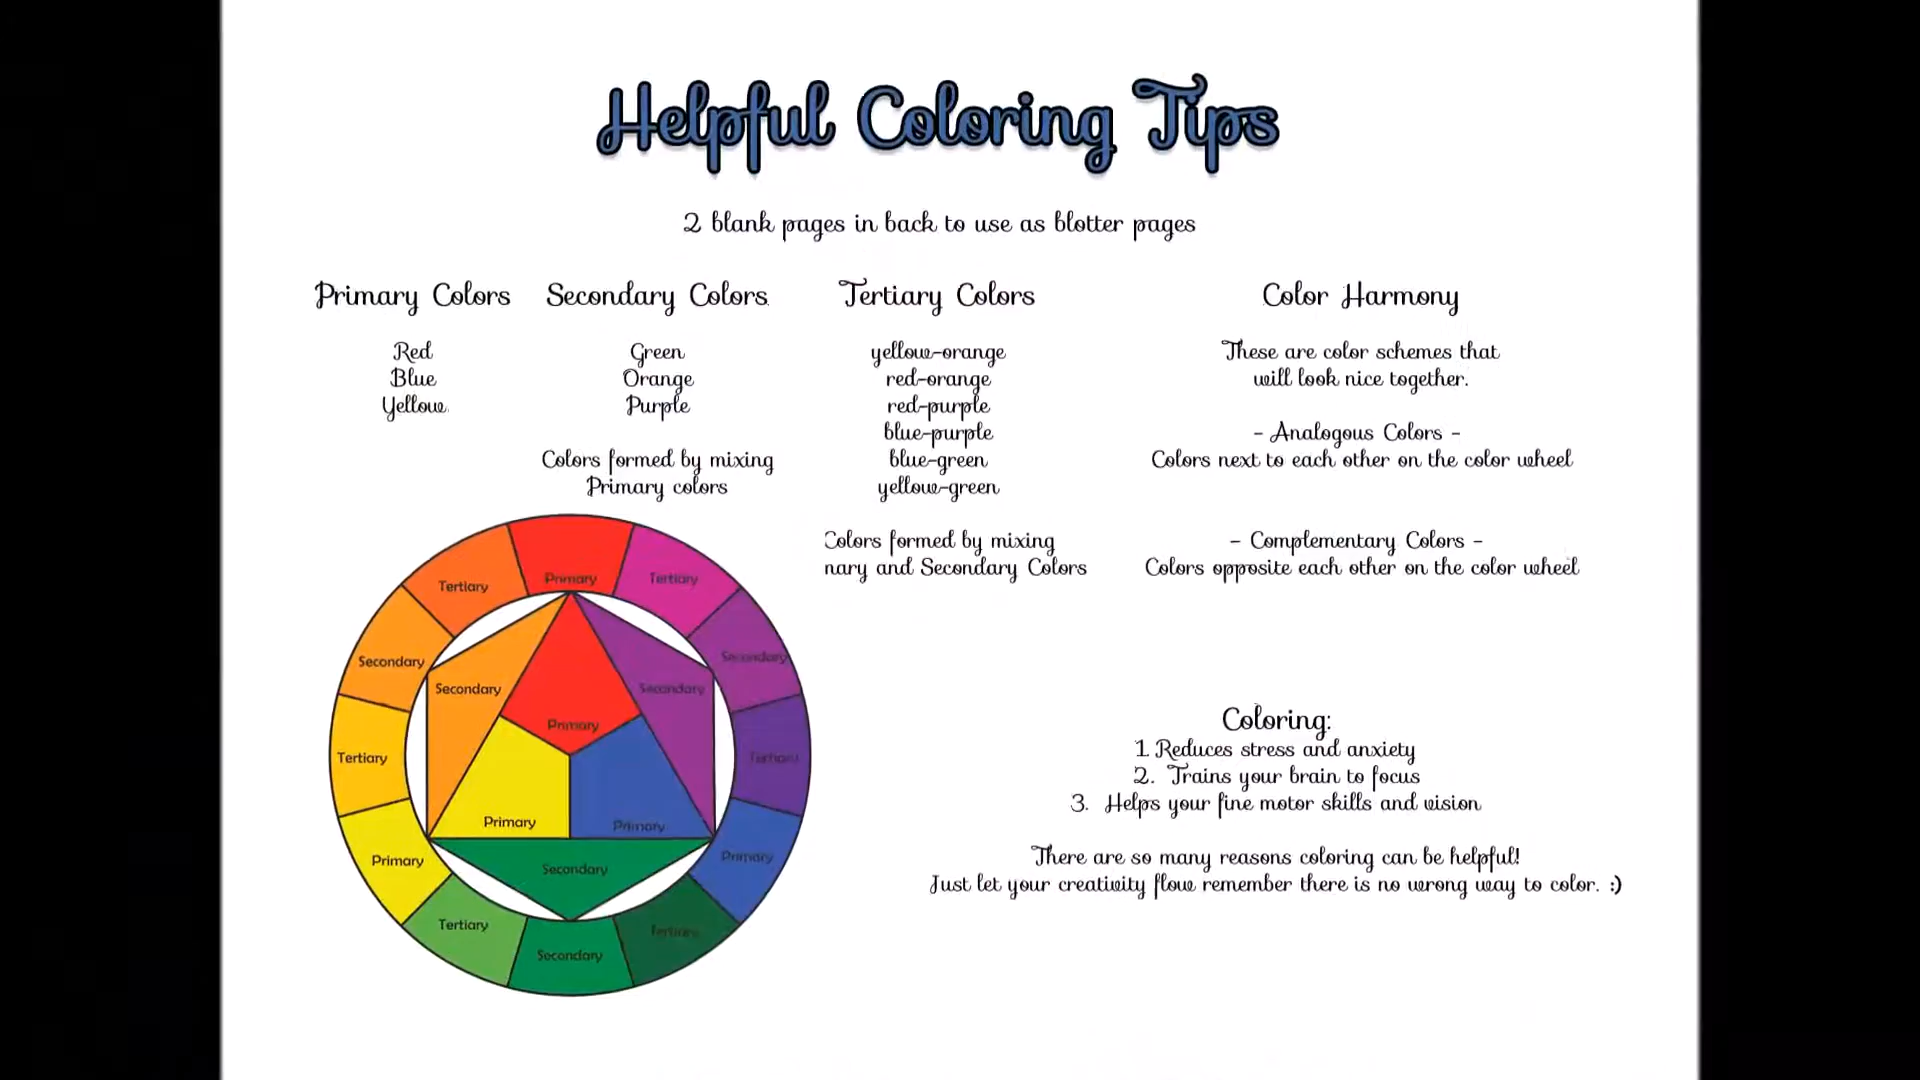 Helpful Coloring Tips
2 blank pages in back to use as blotter pages
Primary Colors
Red
Blue
Yellow
Secondary Colors
Green
Orange
Purple
Colors formed by mixing
Primary colors
Tertiary Colors
yellow-orange
red-orange
red-purple
blue-purple
blue-green
yellow-green
Colors formed by mixing
nary and Secondary Colors
Color Harmony
These are color schemes that
will look nice together.
- Analogous Colors -
Colors next to each other on the color wheel
- Complementary Colors -
Colors opposite each other on the color wheel
Primary
Tertiary
Secondary
Tertiary
Primary
Tertiary
Secondary
Tertiary
Primary
Tertiary
Secondary
Tertiary
Primary
Secondary
Secondary
Primary
Primary
Secondary
Coloring:
1 Reduces stress and anxiety
2. Trains your brain to focus
3. Helps your fine motor skills and vision
There are so many reasons coloring can be helpful!
Just let your creativity flow remember there is no wrong way to color. :)